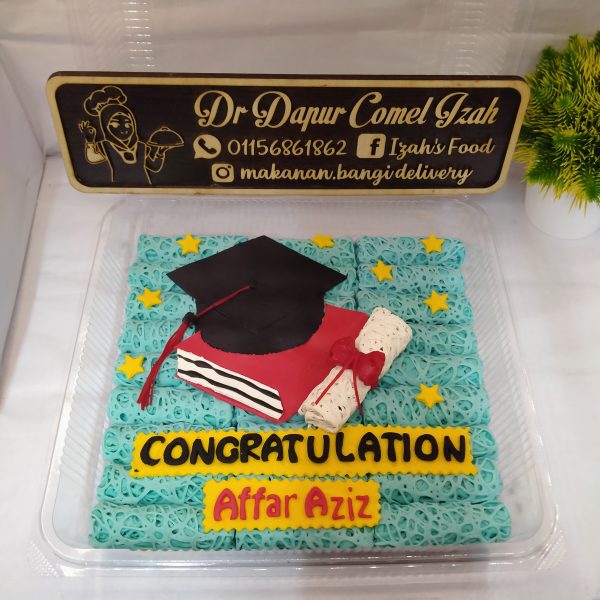 Dr Dapur Comel Izah
01156861862 Izah's Food
makanan.bangi delivery
CONGRATULATION
Affar Aziz